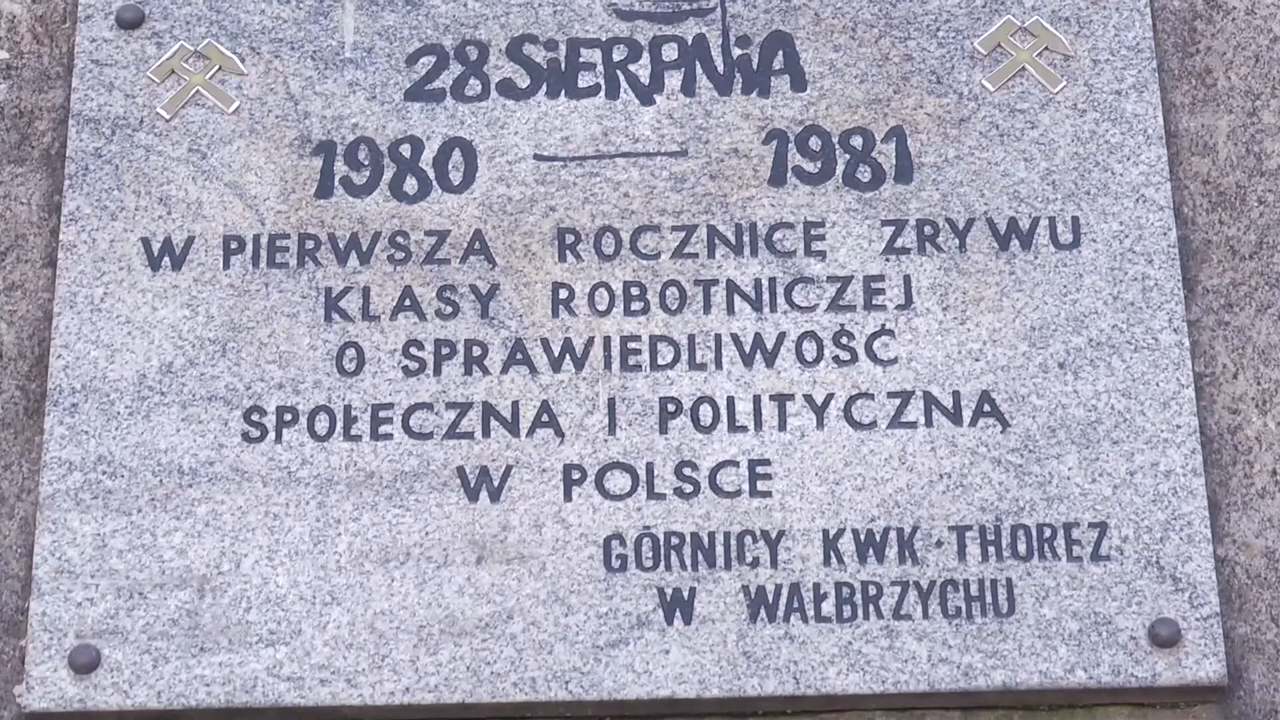 28 SiERPNiA
1980 — 1981
W PIERWSZĄ ROCZNICĘ ZRYWU
KLASY ROBOTNICZEJ
O SPRAWIEDLIWOŚĆ
SPOŁECZNĄ I POLITYCZNĄ
W POLSCE
GÓRNICY KWK·THOREZ
W WAŁBRZYCHU